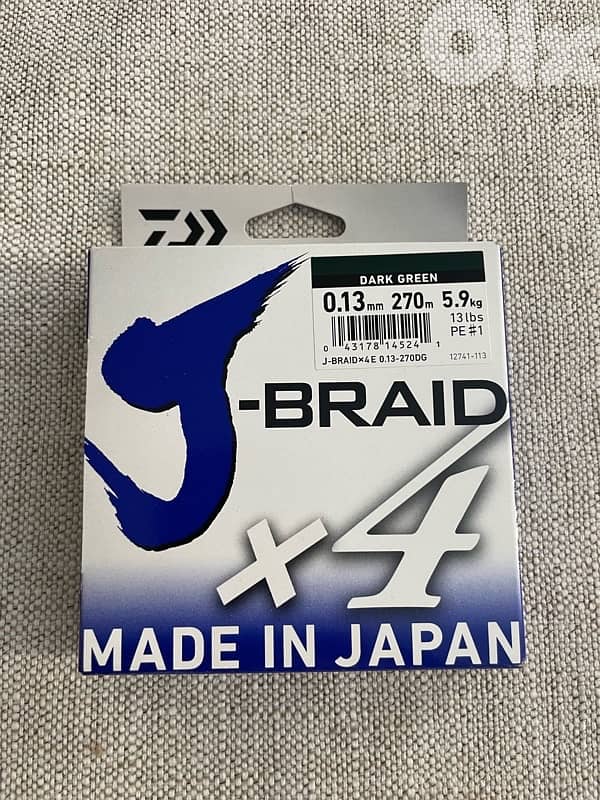 olx
DARK GREEN
0.13mm 270m 5.9kg
13lbs
PE#1
0 43178 14524 1
J-BRAID×4E 0.13-270DG 12741-113
J-BRAID
×4
MADE IN JAPAN